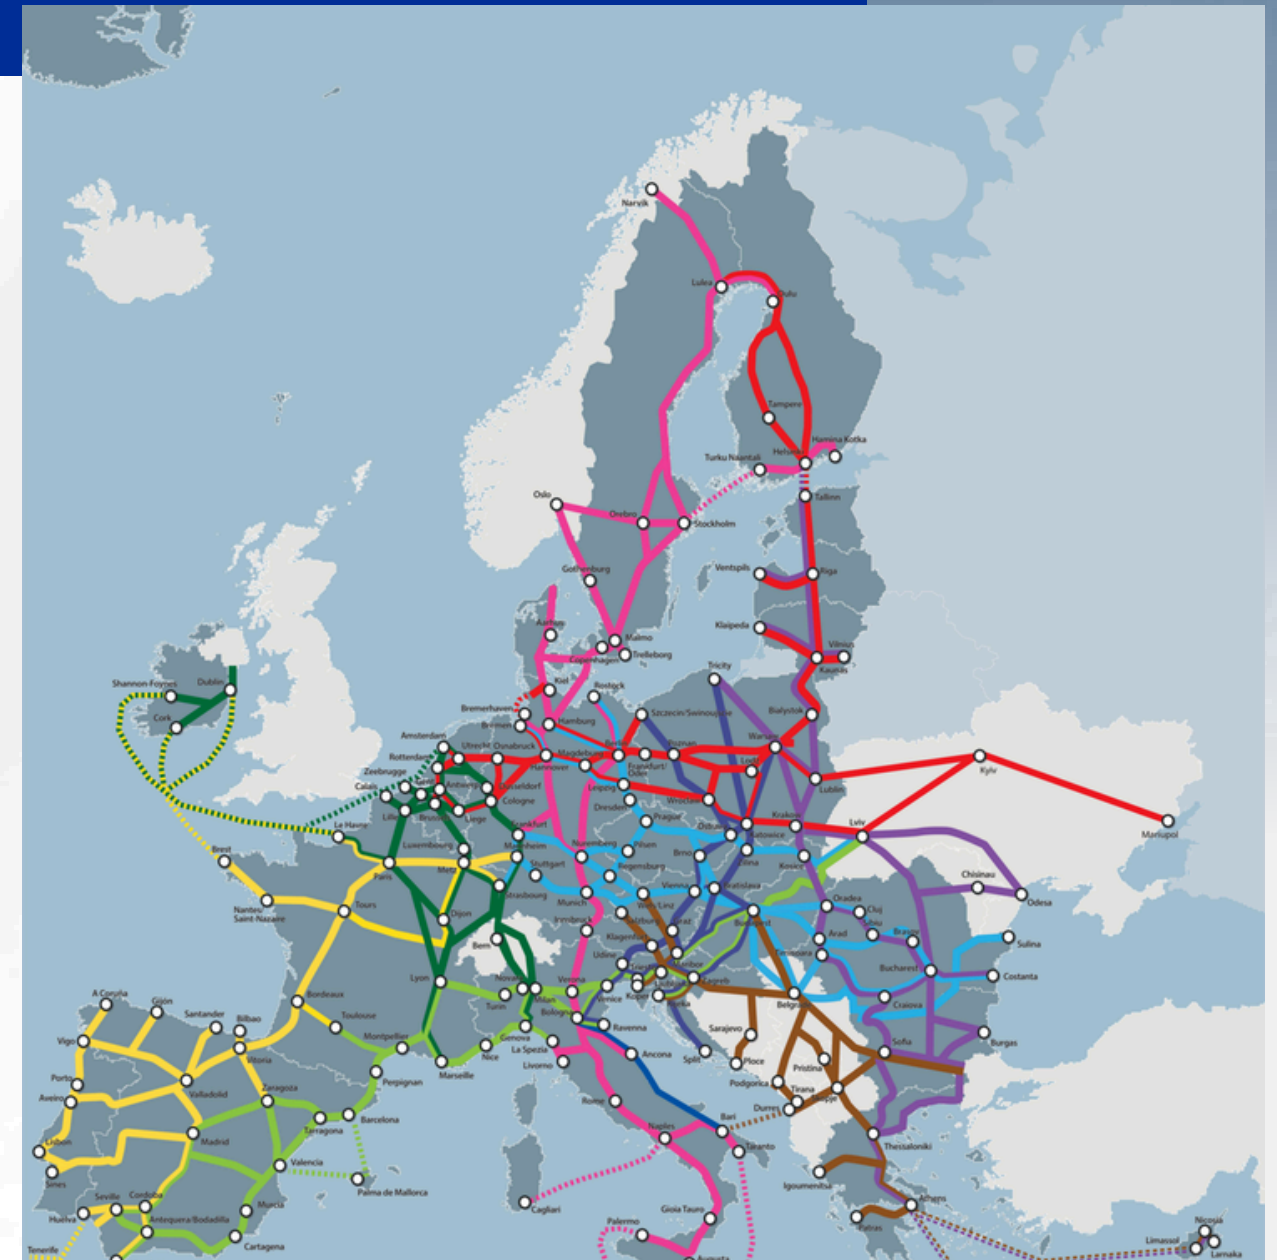 Narvik
Lulea
Oulu
Tampere
Hamina Kotka
Helsinki
Turku Naantali
Tallinn
Oslo
Orebro
Stockholm
Gothenburg
Ventspils
Riga
Klaipeda
Aarhus
Malmo
Copenhagen
Trelleborg
Vilnius
Kaunas
Tricity
Shannon-Foynes
Dublin
Cork
Kiel
Rostock
Bremerhaven
Bremen
Hamburg
Szczecin/Swinoujscie
Bialystok
Amsterdam
Utrecht
Osnabruck
Rotterdam
Zeebrugge
Calais
Gent
Antwerp
Dusseldorf
Cologne
Hannover
Magdeburg
Berlin
Frankfurt/
Oder
Poznan
Warsaw
Lodz
Lublin
Kyiv
Lille
Brussels
Liege
Leipzig
Dresden
Wroclaw
Mariupol
Le Havre
Frankfurt
Prague
Ostrava
Katowice
Krakow
Lviv
Luxembourg
Mannheim
Nuremberg
Pilsen
Brno
Zilina
Kosice
Brest
Paris
Metz
Stuttgart
Regensburg
Strasbourg
Vienna
Bratislava
Chisinau
Odesa
Nantes/
Saint-Nazaire
Tours
Dijon
Munich
Wels/Linz
Salzburg
Graz
Budapest
Oradea
Cluj
Sibiu
Brasov
Arad
Timisoara
Bern
Innsbruck
Klagenfurt
Sulina
Lyon
Novara
Turin
Milan
Verona
Udine
Trieste
Maribor
Ljubljana
Zagreb
Venice
Koper
Rijeka
Bucharest
Costanta
Belgrade
Craiova
A Coruña
Gijón
Bordeaux
Santander
Bilbao
Toulouse
Bologna
Vigo
Vitoria
Montpellier
Genova
La Spezia
Livorno
Nice
Marseille
Ravenna
Ancona
Split
Sarajevo
Ploce
Sofia
Burgas
Porto
Aveiro
Valladolid
Zaragoza
Perpignan
Pristina
Podgorica
Tirana
Skopje
Durres
Rome
Barcelona
Tarragona
Madrid
Naples
Bari
Taranto
Thessaloniki
Lisbon
Sines
Valencia
Palma de Mallorca
Cagliari
Igoumenitsa
Seville
Cordoba
Huelva
Antequera/Bobadilla
Murcia
Cartagena
Gioia Tauro
Palermo
Augusta
Athens
Patras
Tenerife
Nicosia
Limassol
Larnaka